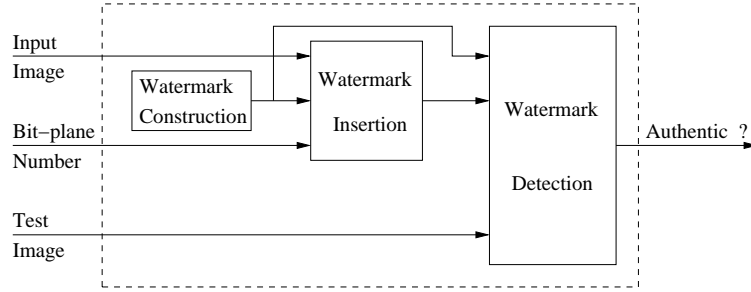 Input
Image
Watermark
Construction
Watermark
Insertion
Watermark
Detection
Bit−plane
Number
Authentic ?
Test
Image